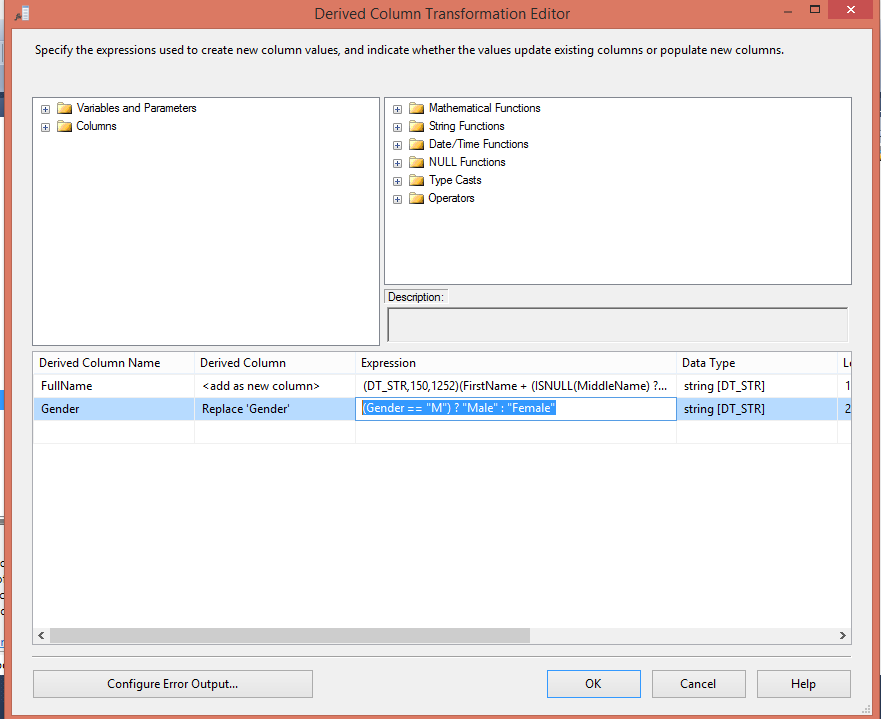 Derived Column Transformation Editor
Specify the expressions used to create new column values, and indicate whether the values update existing columns or populate new columns.
Variables and Parameters
Columns
Mathematical Functions
String Functions
Date/Time Functions
NULL Functions
Type Casts
Operators
Description:
Derived Column Name Derived Column Expression Data Type
FullName <add as new column> (DT_STR,150,1252)(FirstName + (ISNULL(MiddleName) ?... string [DT_STR] 1
Gender Replace 'Gender' (Gender == "M") ? "Male" : "Female" string [DT_STR] 2
Configure Error Output... OK Cancel Help